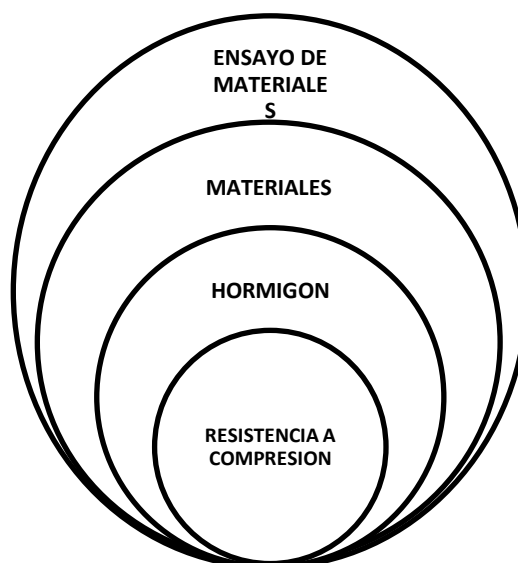 ENSAYO DE
MATERIALE
S
MATERIALES
HORMIGON
RESISTENCIA A
COMPRESION